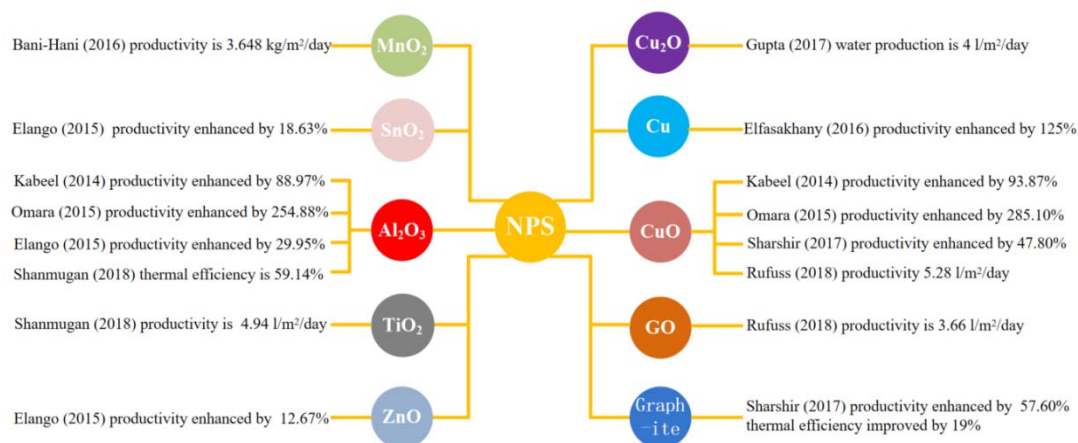 Bani-Hani (2016) productivity is 3.648 kg/m²/day
MnO₂
Cu₂O
Gupta (2017) water production is 4 l/m²/day
Elango (2015) productivity enhanced by 18.63%
SnO₂
Cu
Elfasakhany (2016) productivity enhanced by 125%
Kabeel (2014) productivity enhanced by 88.97%
Omara (2015) productivity enhanced by 254.88%
Elango (2015) productivity enhanced by 29.95%
Shanmugan (2018) thermal efficiency is 59.14%
Al₂O₃
NPS
CuO
Kabeel (2014) productivity enhanced by 93.87%
Omara (2015) productivity enhanced by 285.10%
Sharshir (2017) productivity enhanced by 47.80%
Rufuss (2018) productivity 5.28 l/m²/day
Shanmugan (2018) productivity is 4.94 l/m²/day
TiO₂
GO
Rufuss (2018) productivity is 3.66 l/m²/day
Elango (2015) productivity enhanced by 12.67%
ZnO
Graph
-ite
Sharshir (2017) productivity enhanced by 57.60%
thermal efficiency improved by 19%